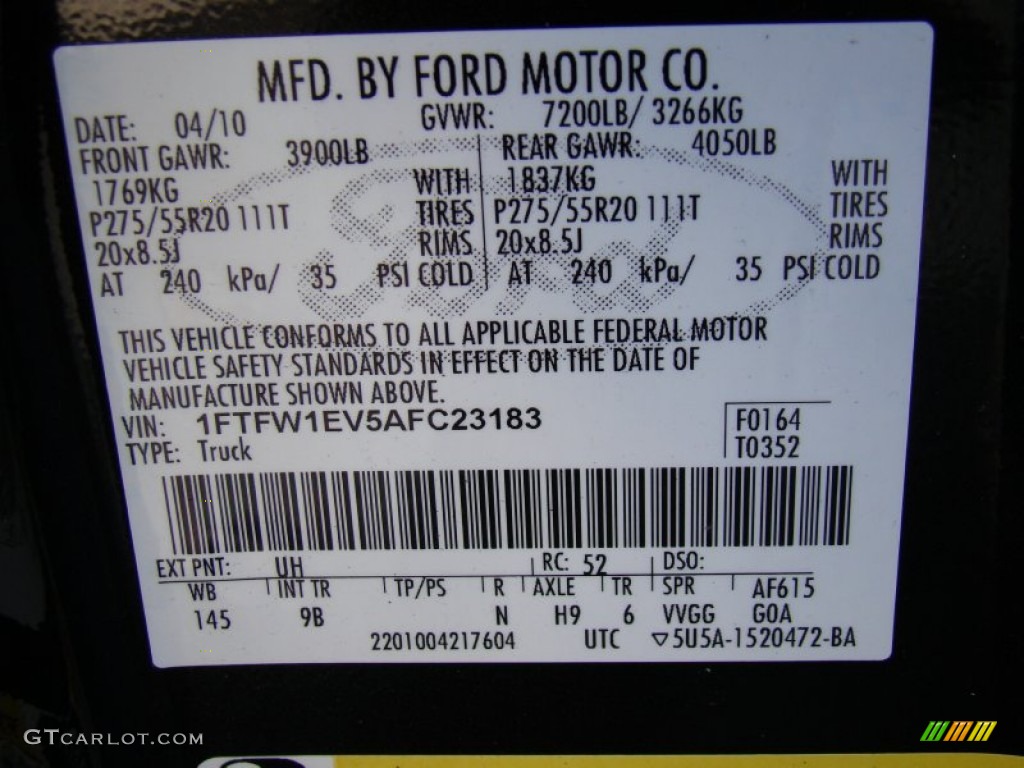 MFD. BY FORD MOTOR CO.
DATE: 04/10 GVWR: 7200LB/ 3266KG
FRONT GAWR: 3900LB REAR GAWR: 4050LB
1769KG WITH 1837KG WITH
P275/55R20 111T TIRES P275/55R20 111T TIRES
20x8.5J RIMS 20x8.5J RIMS
AT 240 kPa/ 35 PSI COLD AT 240 kPa/ 35 PSI COLD
Ford
THIS VEHICLE CONFORMS TO ALL APPLICABLE FEDERAL MOTOR
VEHICLE SAFETY STANDARDS IN EFFECT ON THE DATE OF
MANUFACTURE SHOWN ABOVE.
VIN: 1FTFW1EV5AFC23183 F0164
TYPE: Truck T0352
EXT PNT: UH RC: 52 DSO:
WB INT TR TP/PS R AXLE TR SPR AF615
145 9B N H9 6 VVGG G0A
2201004217604 UTC ▽5U5A-1520472-BA
GTCARLOT.COM